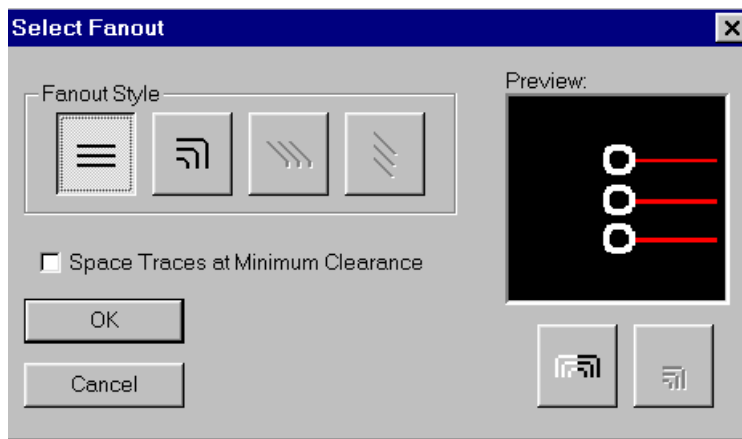 Select Fanout
Fanout Style
Preview:
Space Traces at Minimum Clearance
OK
Cancel